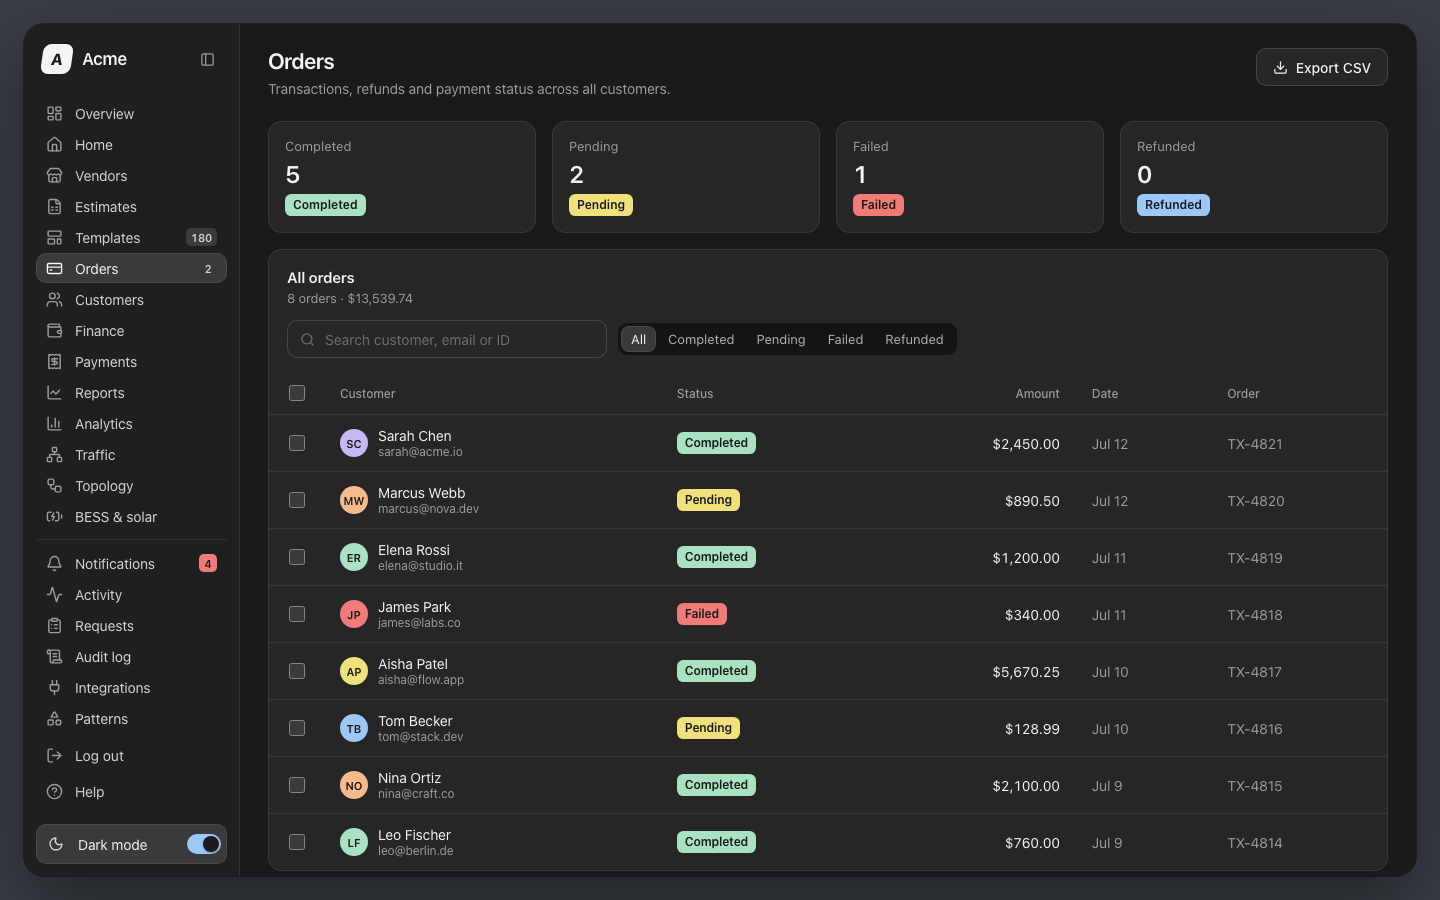 A Acme
Overview
Home
Vendors
Estimates
Templates 180
Orders 2
Customers
Finance
Payments
Reports
Analytics
Traffic
Topology
BESS & solar
Notifications 4
Activity
Requests
Audit log
Integrations
Patterns
Log out
Help
Dark mode
Orders
Transactions, refunds and payment status across all customers.
Export CSV
Completed
5
Completed
Pending
2
Pending
Failed
1
Failed
Refunded
0
Refunded
All orders
8 orders · $13,539.74
Search customer, email or ID
All Completed Pending Failed Refunded
Customer Status Amount Date Order
SC Sarah Chen Completed $2,450.00 Jul 12 TX-4821
sarah@acme.io
MW Marcus Webb Pending $890.50 Jul 12 TX-4820
marcus@nova.dev
ER Elena Rossi Completed $1,200.00 Jul 11 TX-4819
elena@studio.it
JP James Park Failed $340.00 Jul 11 TX-4818
james@labs.co
AP Aisha Patel Completed $5,670.25 Jul 10 TX-4817
aisha@flow.app
TB Tom Becker Pending $128.99 Jul 10 TX-4816
tom@stack.dev
NO Nina Ortiz Completed $2,100.00 Jul 9 TX-4815
nina@craft.co
LF Leo Fischer Completed $760.00 Jul 9 TX-4814
leo@berlin.de